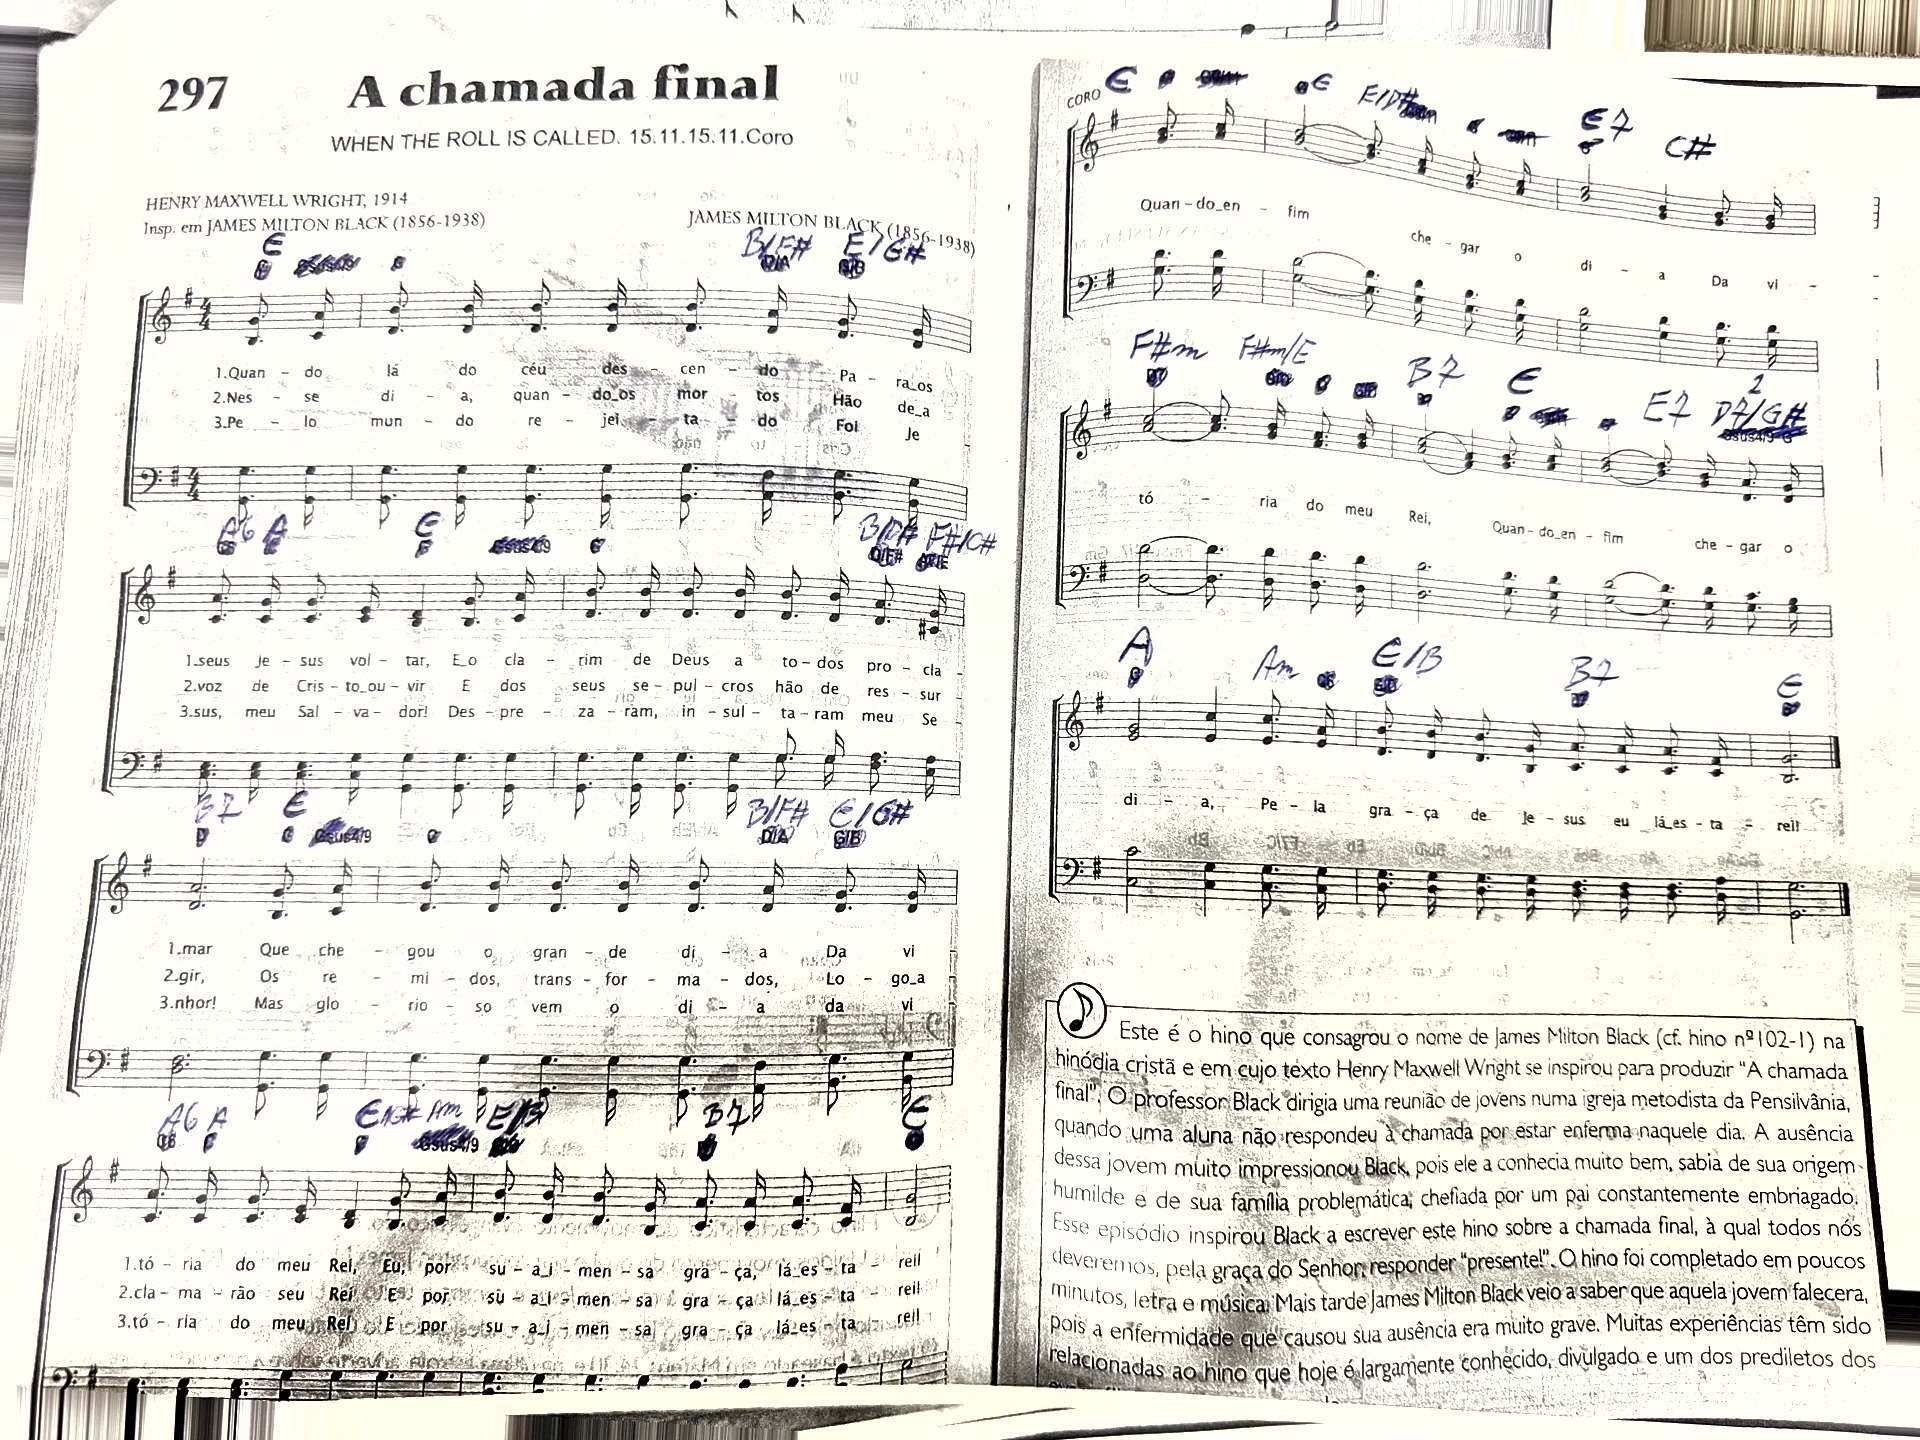 297 A chamada final
WHEN THE ROLL IS CALLED. 15.11.15.11.Coro
HENRY MAXWELL WRIGHT, 1914
Insp. em JAMES MILTON BLACK (1856-1938)
JAMES MILTON BLACK (1856-1938)
E B/F# E/G#
1.Quan - do lá do céu des - cen - do Pa - ra_os
2.Nes - se di - a, quan - do_os mor - tos Hão de_a
3.Pe - lo mun - do re - jei - ta - do Foi Je
A6 A E B/D# F#/C#
1.seus Je - sus vol - tar, E_o cla - rim de Deus a to - dos pro - cla -
2.voz de Cris - to_ou - vir E dos seus se - pul - cros hão de res - sur -
3.sus, meu Sal - va - dor! Des - pre - za - ram, in - sul - ta - ram meu Se -
B7 E B/F# E/G#
1.mar Que che - gou o gran - de di - a Da vi -
2.gir, Os re - mi - dos, trans - for - ma - dos, Lo - go_a
3.nhor! Mas glo - rio - so vem o di - a da vi
A6 A E/G# Am E/B B7 E
1.tó - ria do meu Rei, Eu, por su - a_i - men - sa gra - ça, lá_es - ta - rei!
2.cla - ma - rão seu Rei E por su - a_i - men - sa gra - ça lá_es - ta - rei!
3.tó - ria do meu Rei E por su - a_i - men - sa gra - ça lá_es - ta - rei!
CORO E E E/D# E7 C#
Quan - do_en - fim che - gar o di - a Da vi -
F#m F#m/E B7 E E7 D7/G#
tó - ria do meu Rei, Quan - do_en - fim che - gar o
A Am E/B B7 E
di - a, Pe - la gra - ça de Je - sus eu lá_es - ta - rei!
Este é o hino que consagrou o nome de James Milton Black (cf. hino nº102-1) na
hinódia cristã e em cujo texto Henry Maxwell Wright se inspirou para produzir "A chamada
final". O professor Black dirigia uma reunião de jovens numa igreja metodista da Pensilvânia,
quando uma aluna não respondeu à chamada por estar enferma naquele dia. A ausência
dessa jovem muito impressionou Black, pois ele a conhecia muito bem, sabia de sua origem
humilde e de sua família problemática, chefiada por um pai constantemente embriagado.
Esse episódio inspirou Black a escrever este hino sobre a chamada final, à qual todos nós
deveremos, pela graça do Senhor, responder "presente!". O hino foi completado em poucos
minutos, letra e música. Mais tarde James Milton Black veio a saber que aquela jovem falecera,
pois a enfermidade que causou sua ausência era muito grave. Muitas experiências têm sido
relacionadas ao hino que hoje é largamente conhecido, divulgado e um dos prediletos dos